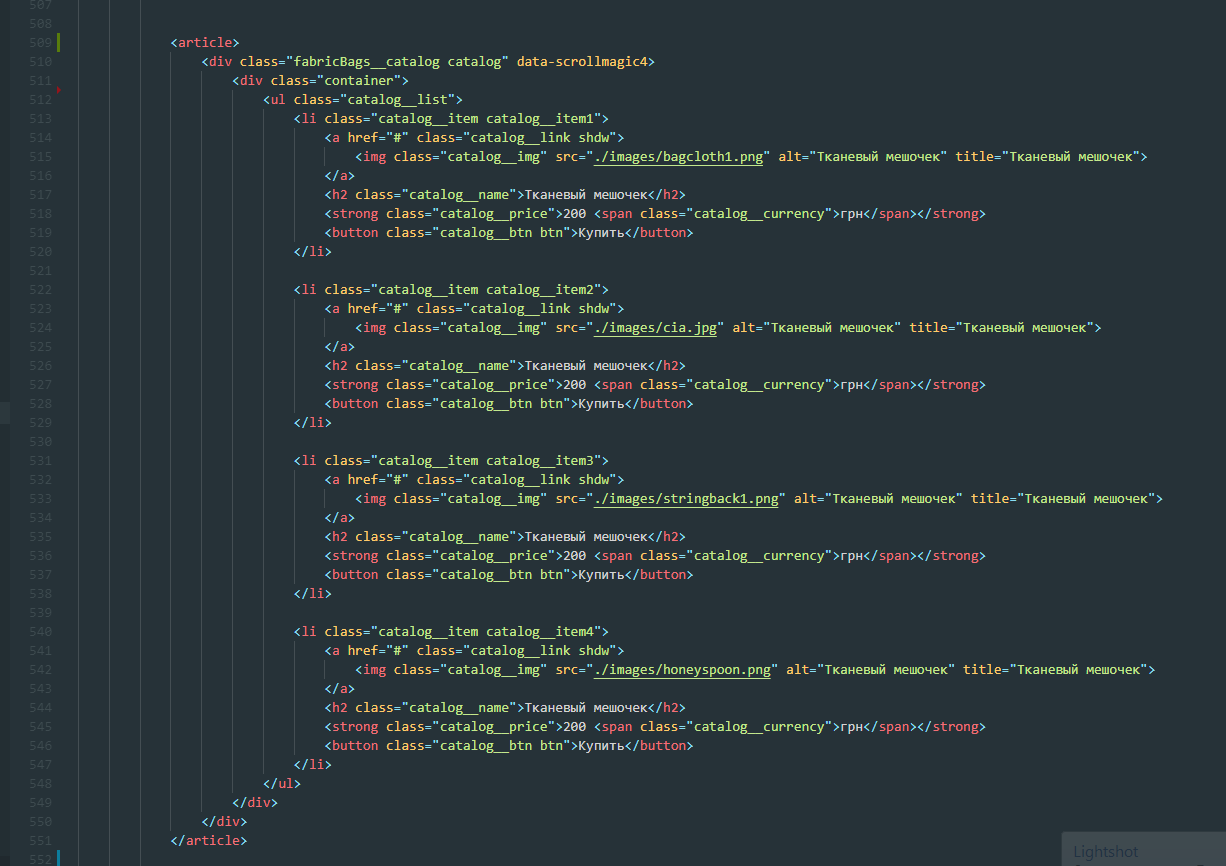 507
508
509 <article>
510 <div class="fabricBags__catalog catalog" data-scrollmagic4>
511 <div class="container">
512 <ul class="catalog__list">
513 <li class="catalog__item catalog__item1">
514 <a href="#" class="catalog__link shdw">
515 <img class="catalog__img" src="./images/bagcloth1.png" alt="Тканевый мешочек" title="Тканевый мешочек">
516 </a>
517 <h2 class="catalog__name">Тканевый мешочек</h2>
518 <strong class="catalog__price">200 <span class="catalog__currency">грн</span></strong>
519 <button class="catalog__btn btn">Купить</button>
520 </li>
521
522 <li class="catalog__item catalog__item2">
523 <a href="#" class="catalog__link shdw">
524 <img class="catalog__img" src="./images/cia.jpg" alt="Тканевый мешочек" title="Тканевый мешочек">
525 </a>
526 <h2 class="catalog__name">Тканевый мешочек</h2>
527 <strong class="catalog__price">200 <span class="catalog__currency">грн</span></strong>
528 <button class="catalog__btn btn">Купить</button>
529 </li>
530
531 <li class="catalog__item catalog__item3">
532 <a href="#" class="catalog__link shdw">
533 <img class="catalog__img" src="./images/stringback1.png" alt="Тканевый мешочек" title="Тканевый мешочек">
534 </a>
535 <h2 class="catalog__name">Тканевый мешочек</h2>
536 <strong class="catalog__price">200 <span class="catalog__currency">грн</span></strong>
537 <button class="catalog__btn btn">Купить</button>
538 </li>
539
540 <li class="catalog__item catalog__item4">
541 <a href="#" class="catalog__link shdw">
542 <img class="catalog__img" src="./images/honeyspoon.png" alt="Тканевый мешочек" title="Тканевый мешочек">
543 </a>
544 <h2 class="catalog__name">Тканевый мешочек</h2>
545 <strong class="catalog__price">200 <span class="catalog__currency">грн</span></strong>
546 <button class="catalog__btn btn">Купить</button>
547 </li>
548 </ul>
549 </div>
550 </div>
551 </article>
552
Lightshot